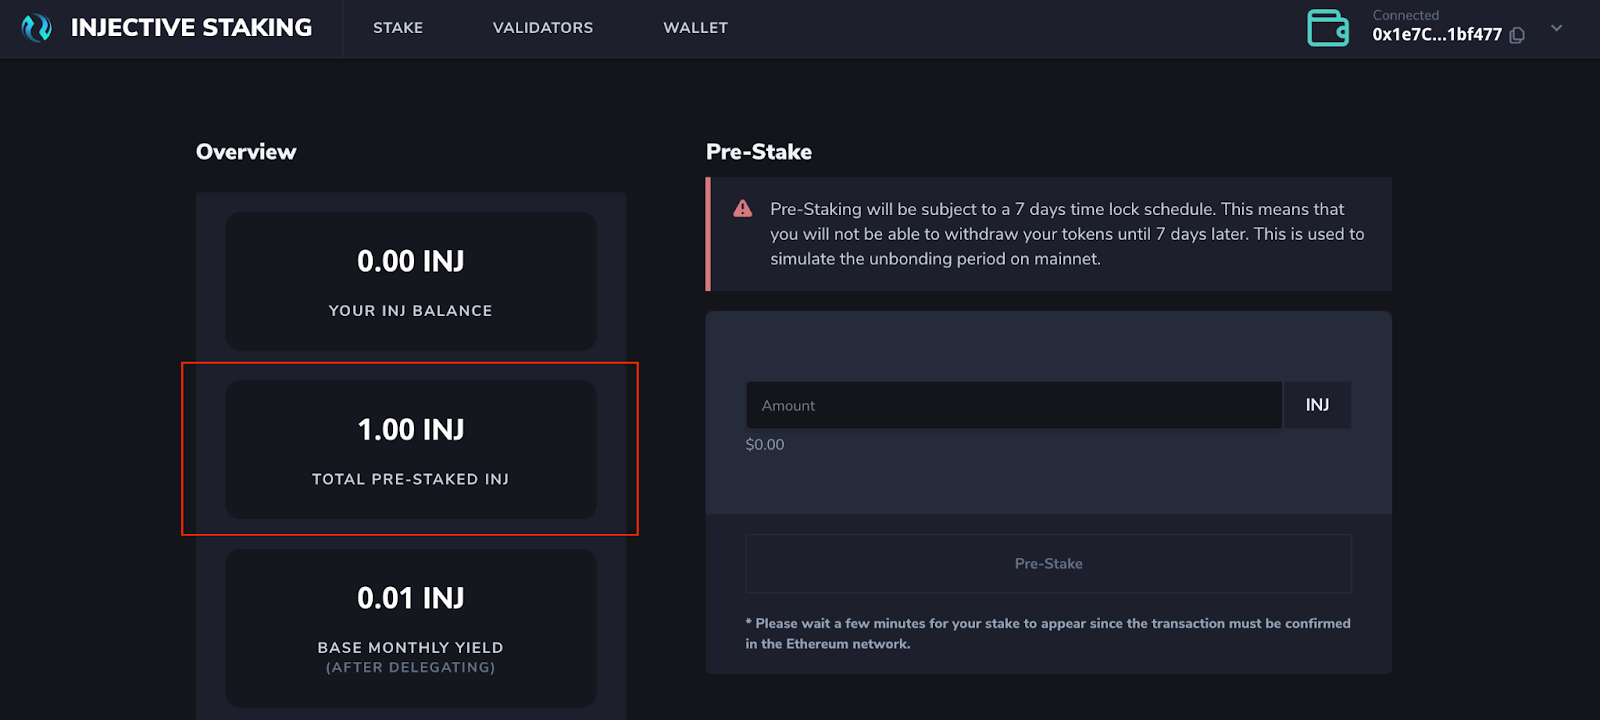 INJECTIVE STAKING
STAKE
VALIDATORS
WALLET
Connected
0x1e7C...1bf477
Overview
0.00 INJ
YOUR INJ BALANCE
1.00 INJ
TOTAL PRE-STAKED INJ
0.01 INJ
BASE MONTHLY YIELD
(AFTER DELEGATING)
Pre-Stake
Pre-Staking will be subject to a 7 days time lock schedule. This means that
you will not be able to withdraw your tokens until 7 days later. This is used to
simulate the unbonding period on mainnet.
Amount
INJ
$0.00
Pre-Stake
* Please wait a few minutes for your stake to appear since the transaction must be confirmed
in the Ethereum network.